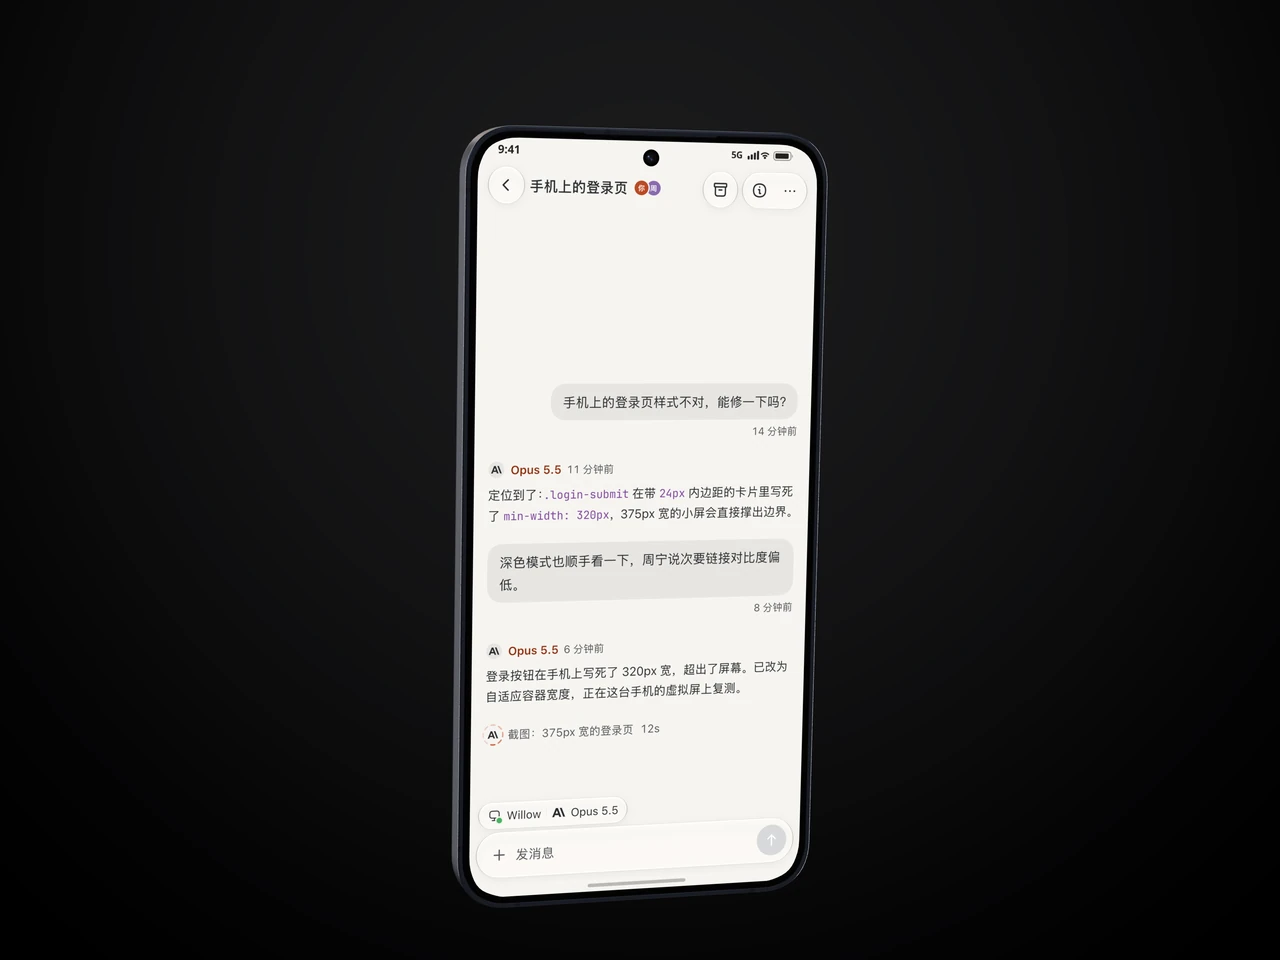 9:41
5G
手机上的登录页 你 周
手机上的登录页样式不对，能修一下吗？
14 分钟前
Opus 5.5 11 分钟前
定位到了：.login-submit 在带 24px 内边距的卡片里写死
了 min-width: 320px，375px 宽的小屏会直接撑出边界。
深色模式也顺手看一下，周宁说次要链接对比度偏
低。
8 分钟前
Opus 5.5 6 分钟前
登录按钮在手机上写死了 320px 宽，超出了屏幕。已改为
自适应容器宽度，正在这台手机的虚拟屏上复测。
截图：375px 宽的登录页 12s
Willow Opus 5.5
发消息